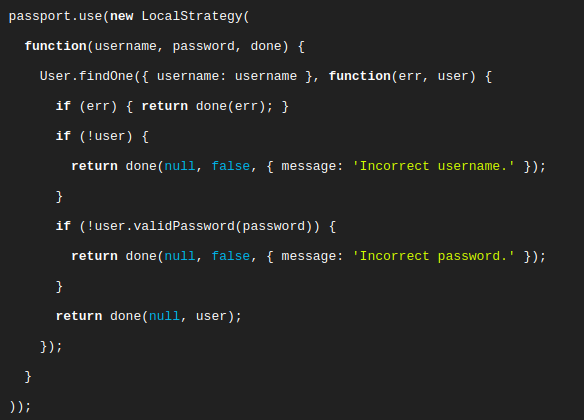 passport.use(new LocalStrategy(
  function(username, password, done) {
    User.findOne({ username: username }, function(err, user) {
      if (err) { return done(err); }
      if (!user) {
        return done(null, false, { message: 'Incorrect username.' });
      }
      if (!user.validPassword(password)) {
        return done(null, false, { message: 'Incorrect password.' });
      }
      return done(null, user);
    });
  }
));